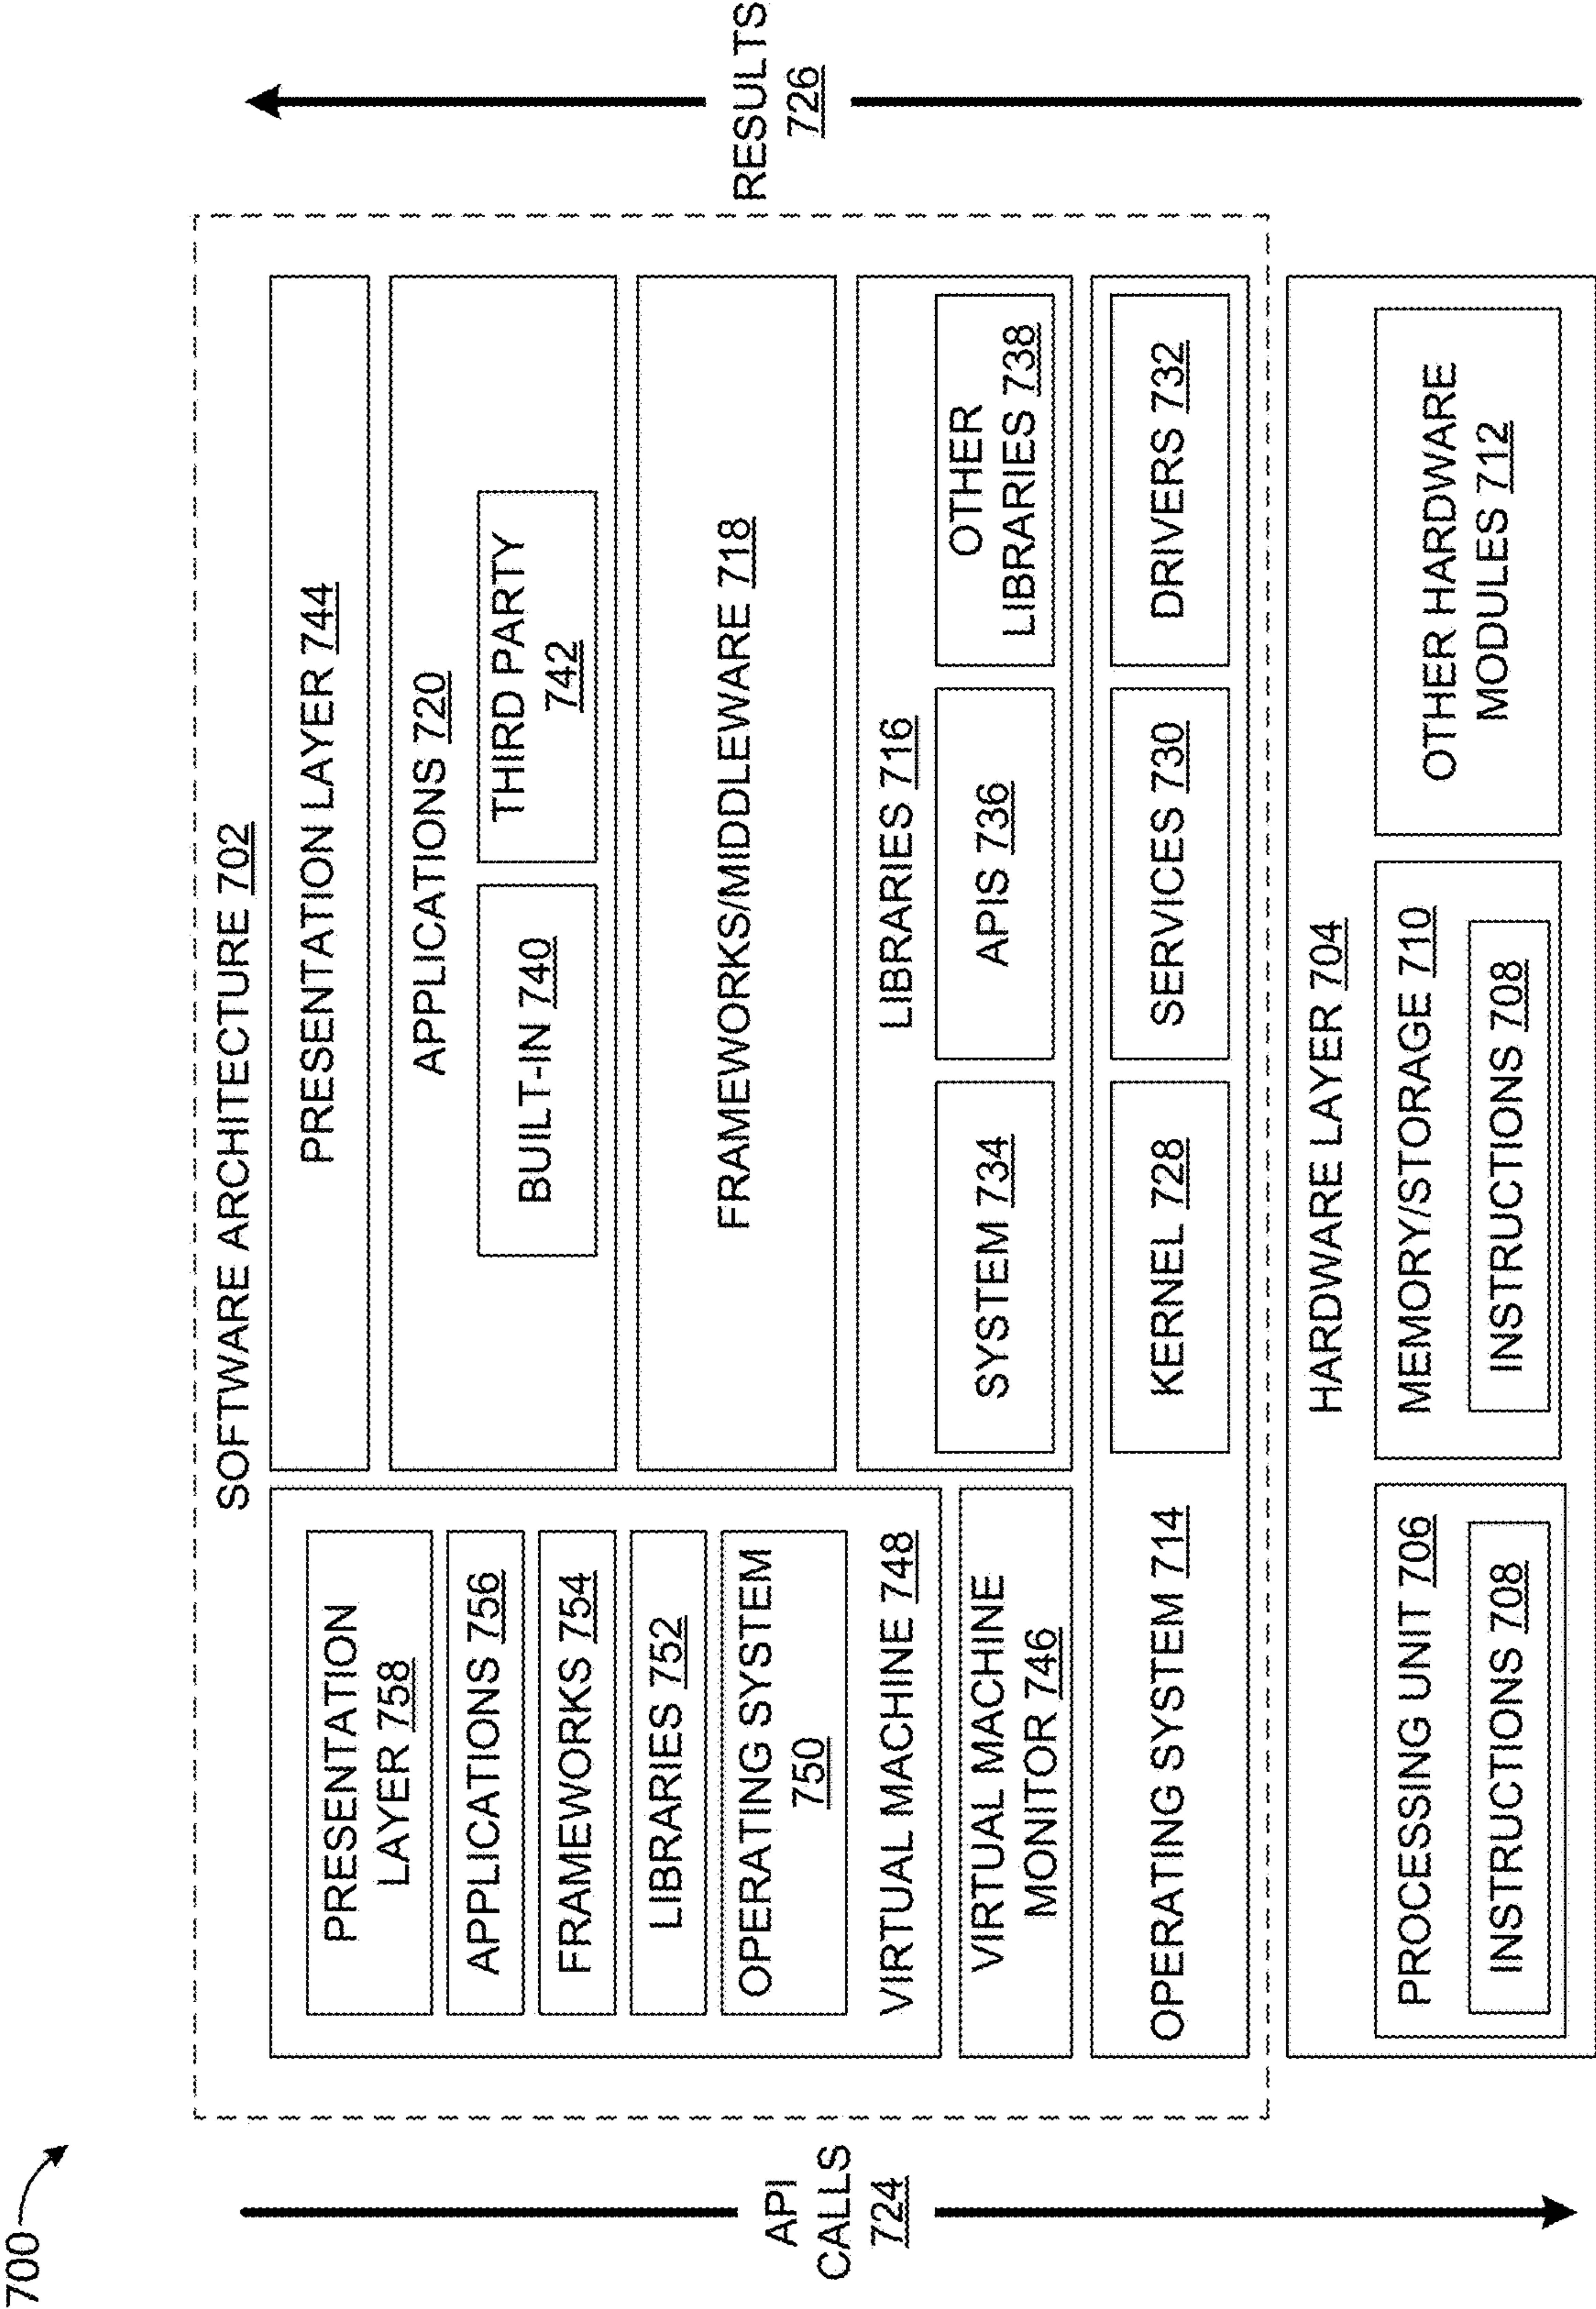 700
SOFTWARE ARCHITECTURE 702
PRESENTATION
LAYER 758
APPLICATIONS 756
FRAMEWORKS 754
LIBRARIES 752
OPERATING SYSTEM
750
VIRTUAL MACHINE 748
VIRTUAL MACHINE
MONITOR 746
PRESENTATION LAYER 744
APPLICATIONS 720
BUILT-IN 740
THIRD PARTY
742
FRAMEWORKS/MIDDLEWARE 718
LIBRARIES 716
SYSTEM 734
APIS 736
OTHER
LIBRARIES 738
OPERATING SYSTEM 714
KERNEL 728
SERVICES 730
DRIVERS 732
API
CALLS
724
RESULTS
726
HARDWARE LAYER 704
PROCESSING UNIT 706
INSTRUCTIONS 708
MEMORY/STORAGE 710
INSTRUCTIONS 708
OTHER HARDWARE
MODULES 712